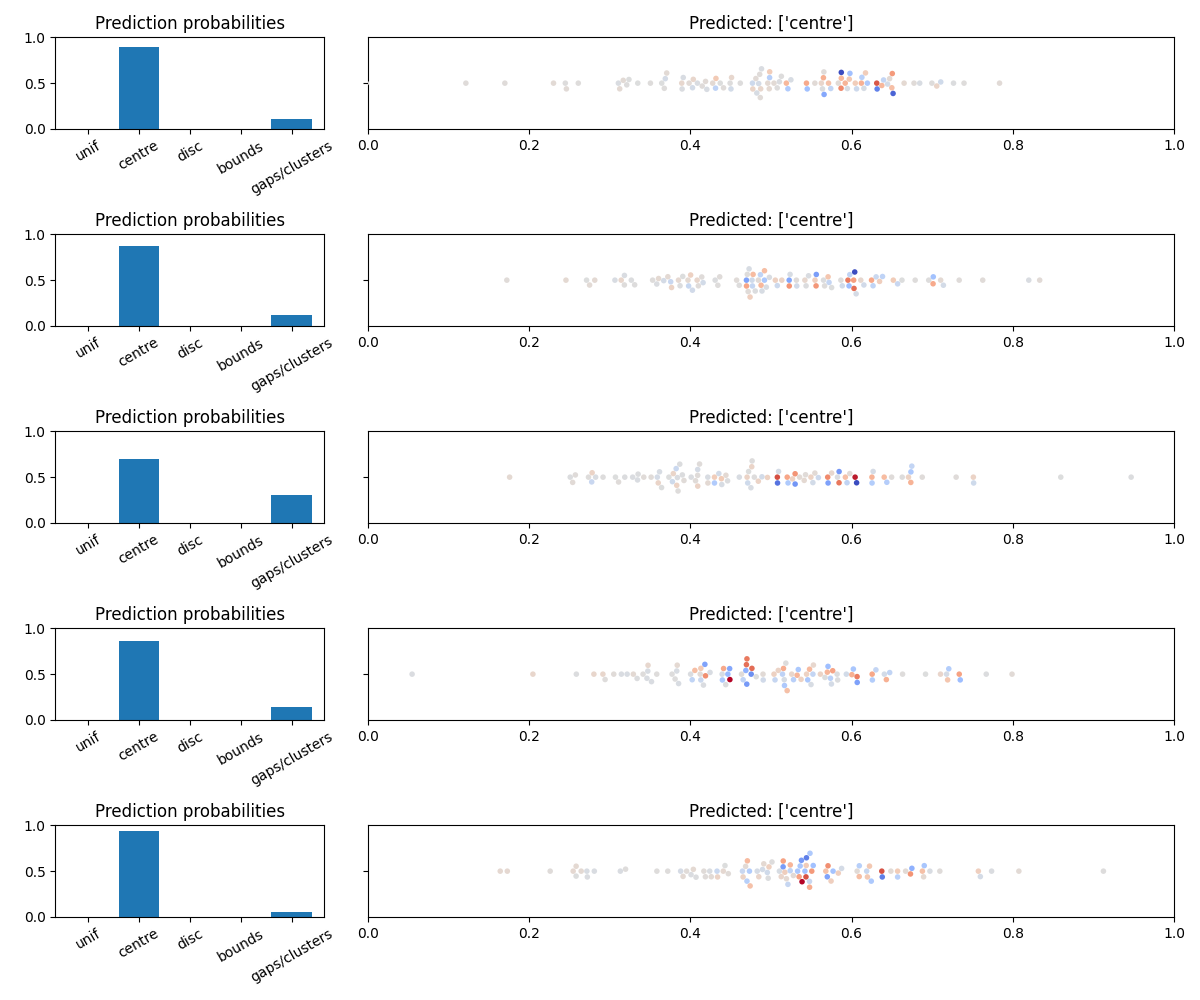 Prediction probabilities
Predicted: ['centre']
1.0
0.5
0.0
unif
centre
disc
bounds
gaps/clusters
0.0 0.2 0.4 0.6 0.8 1.0
Prediction probabilities
Predicted: ['centre']
1.0
0.5
0.0
unif
centre
disc
bounds
gaps/clusters
0.0 0.2 0.4 0.6 0.8 1.0
Prediction probabilities
Predicted: ['centre']
1.0
0.5
0.0
unif
centre
disc
bounds
gaps/clusters
0.0 0.2 0.4 0.6 0.8 1.0
Prediction probabilities
Predicted: ['centre']
1.0
0.5
0.0
unif
centre
disc
bounds
gaps/clusters
0.0 0.2 0.4 0.6 0.8 1.0
Prediction probabilities
Predicted: ['centre']
1.0
0.5
0.0
unif
centre
disc
bounds
gaps/clusters
0.0 0.2 0.4 0.6 0.8 1.0